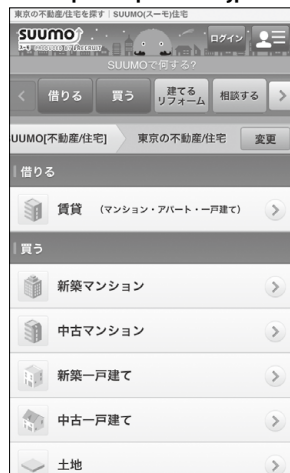 東京の不動産/住宅を探す｜SUUMO(スーモ)住宅
SUUMO
ログイン
SUUMOで何する?
借りる 買う 建てる リフォーム 相談する
UUMO[不動産/住宅] 東京の不動産/住宅 変更
借りる
賃貸 (マンション・アパート・一戸建て)
買う
新築マンション
中古マンション
新築一戸建て
中古一戸建て
土地